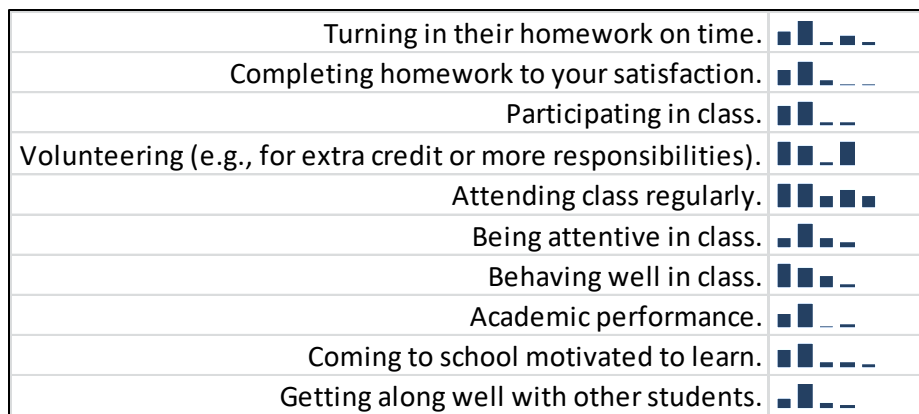 Turning in their homework on time.
Completing homework to your satisfaction.
Participating in class.
Volunteering (e.g., for extra credit or more responsibilities).
Attending class regularly.
Being attentive in class.
Behaving well in class.
Academic performance.
Coming to school motivated to learn.
Getting along well with other students.